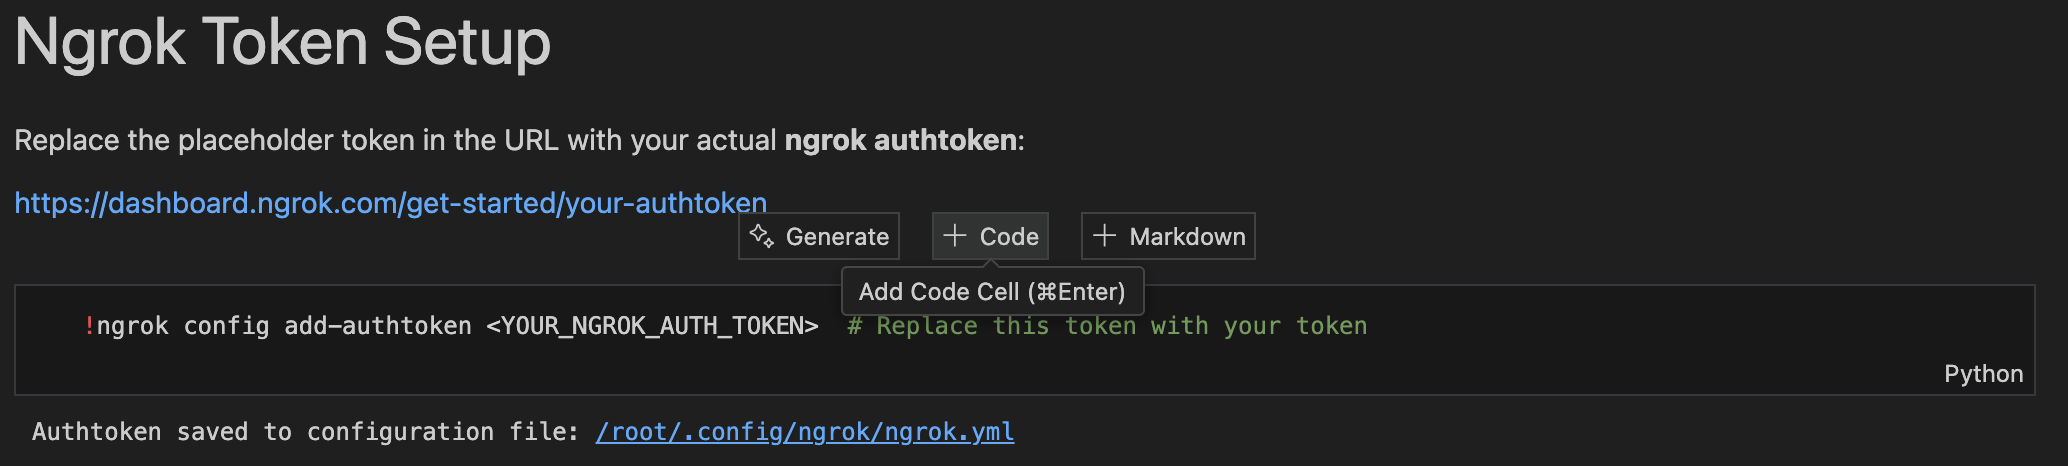 Ngrok Token Setup
Replace the placeholder token in the URL with your actual ngrok authtoken:
https://dashboard.ngrok.com/get-started/your-authtoken
Generate
Code
Markdown
Add Code Cell (⌘Enter)
!ngrok config add-authtoken <YOUR_NGROK_AUTH_TOKEN>  # Replace this token with your token
Python
Authtoken saved to configuration file: /root/.config/ngrok/ngrok.yml